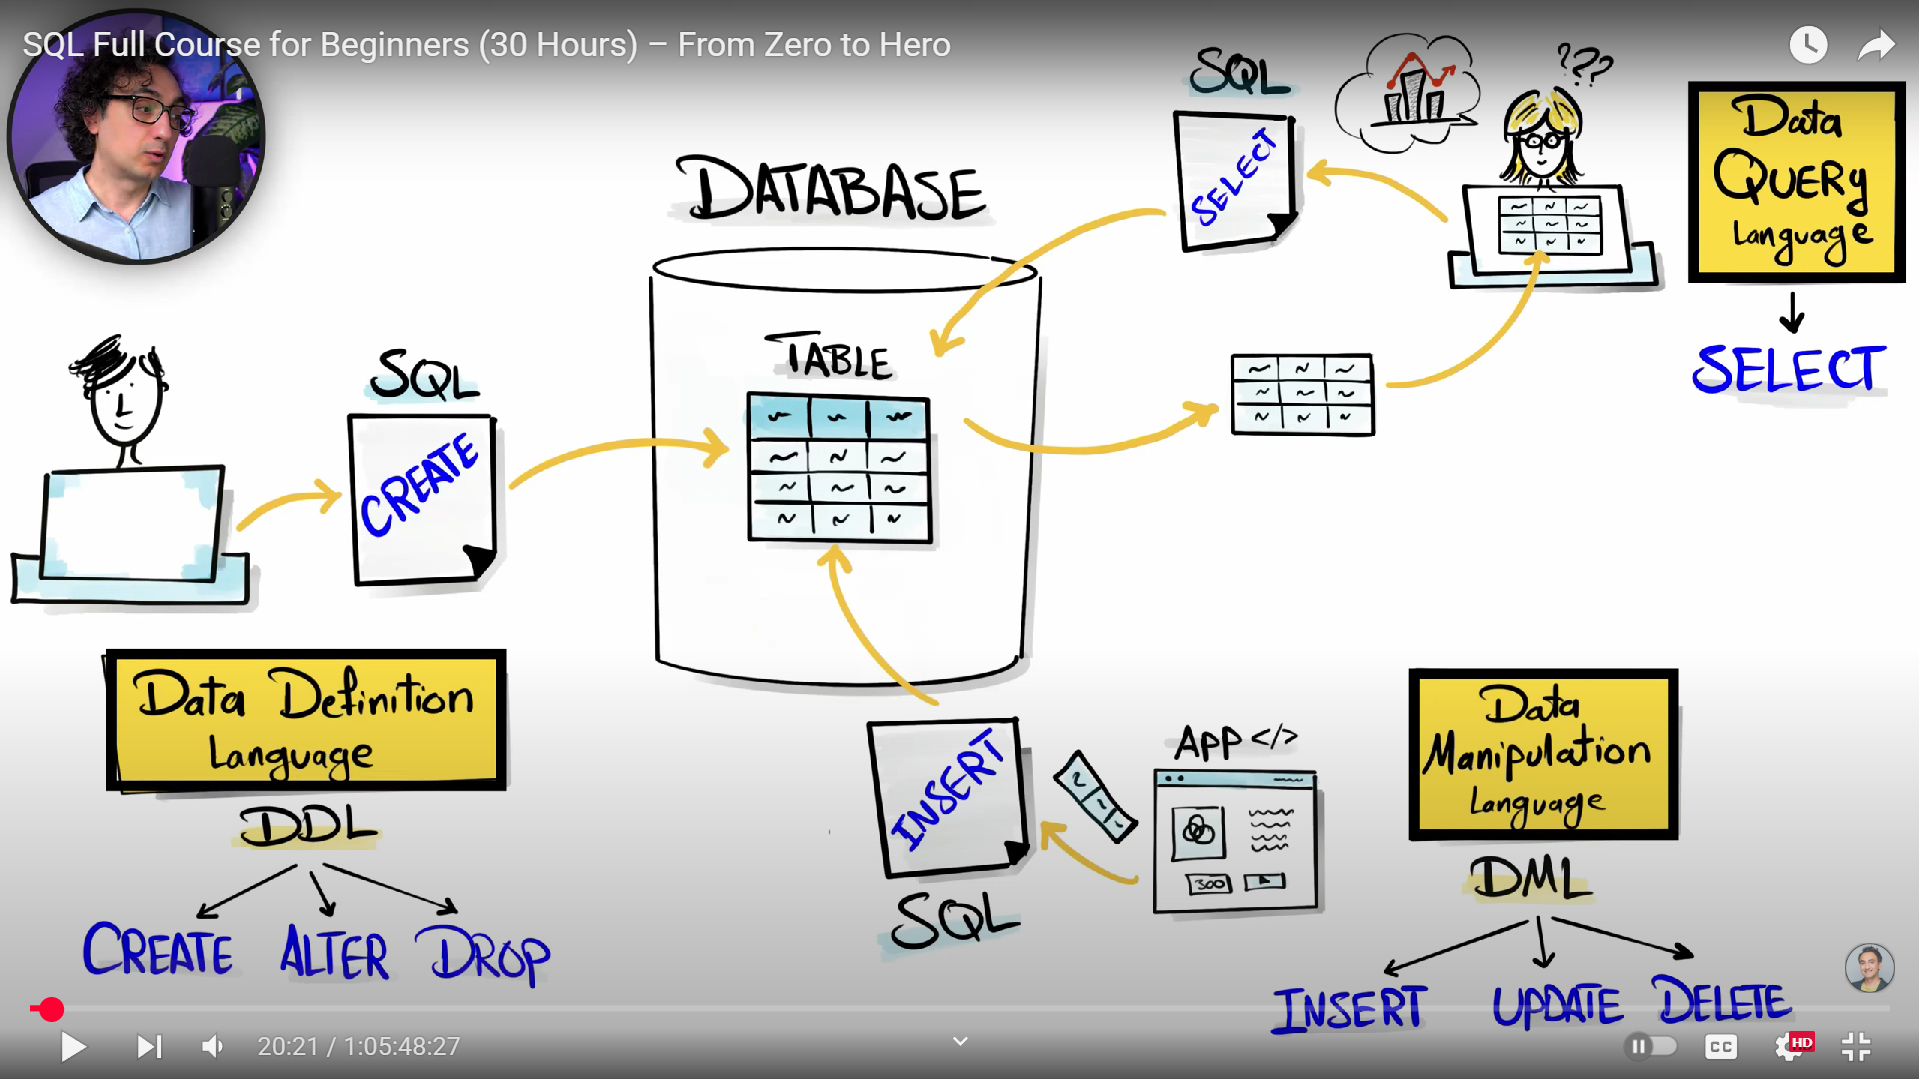 SQL Full Course for Beginners (30 Hours) – From Zero to Hero
SQL
???
SELECT
Data
QUERY
Language
SELECT
DATABASE
TABLE
SQL
CREATE
Data Definition
Language
DDL
CREATE ALTER DROP
INSERT
SQL
APP </>
300
Data
Manipulation
Language
DML
INSERT UPDATE DELETE
20:21 / 1:05:48:27
CC
HD